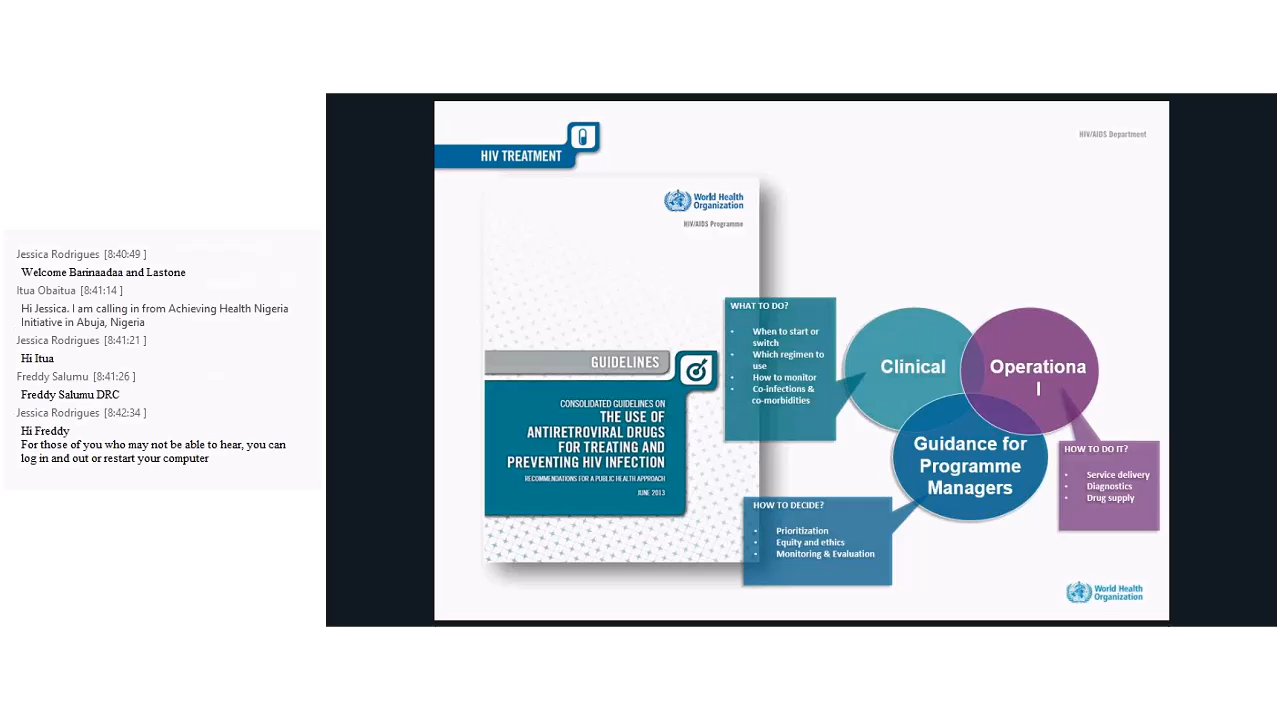 Jessica Rodrigues [8:40:49 ]
Welcome Barinaadaa and Lastone
Itua Obaitua [8:41:14 ]
Hi Jessica. I am calling in from Achieving Health Nigeria
Initiative in Abuja, Nigeria
Jessica Rodrigues [8:41:21 ]
Hi Itua
Freddy Salumu [8:41:26 ]
Freddy Salumu DRC
Jessica Rodrigues [8:42:34 ]
Hi Freddy
For those of you who may not be able to hear, you can
log in and out or restart your computer
HIV TREATMENT
HIV/AIDS Department
World Health
Organization
HIV/AIDS Programme
GUIDELINES
CONSOLIDATED GUIDELINES ON
THE USE OF
ANTIRETROVIRAL DRUGS
FOR TREATING AND
PREVENTING HIV INFECTION
RECOMMENDATIONS FOR A PUBLIC HEALTH APPROACH
JUNE 2013
WHAT TO DO?
• When to start or
switch
• Which regimen to
use
• How to monitor
• Co-infections &
co-morbidities
Clinical
Operationa
l
Guidance for
Programme
Managers
HOW TO DO IT?
• Service delivery
• Diagnostics
• Drug supply
HOW TO DECIDE?
• Prioritization
• Equity and ethics
• Monitoring & Evaluation
World Health
Organization